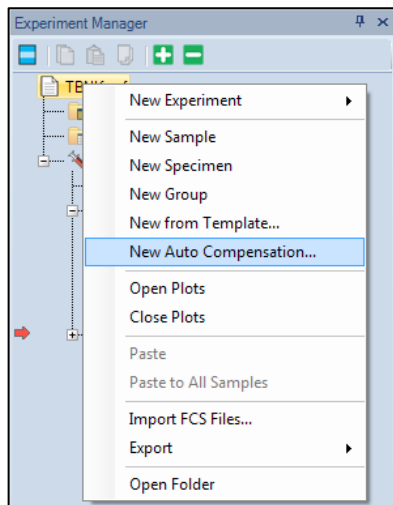 Experiment Manager
New Experiment
New Sample
New Specimen
New Group
New from Template...
New Auto Compensation...
Open Plots
Close Plots
Paste
Paste to All Samples
Import FCS Files...
Export
Open Folder